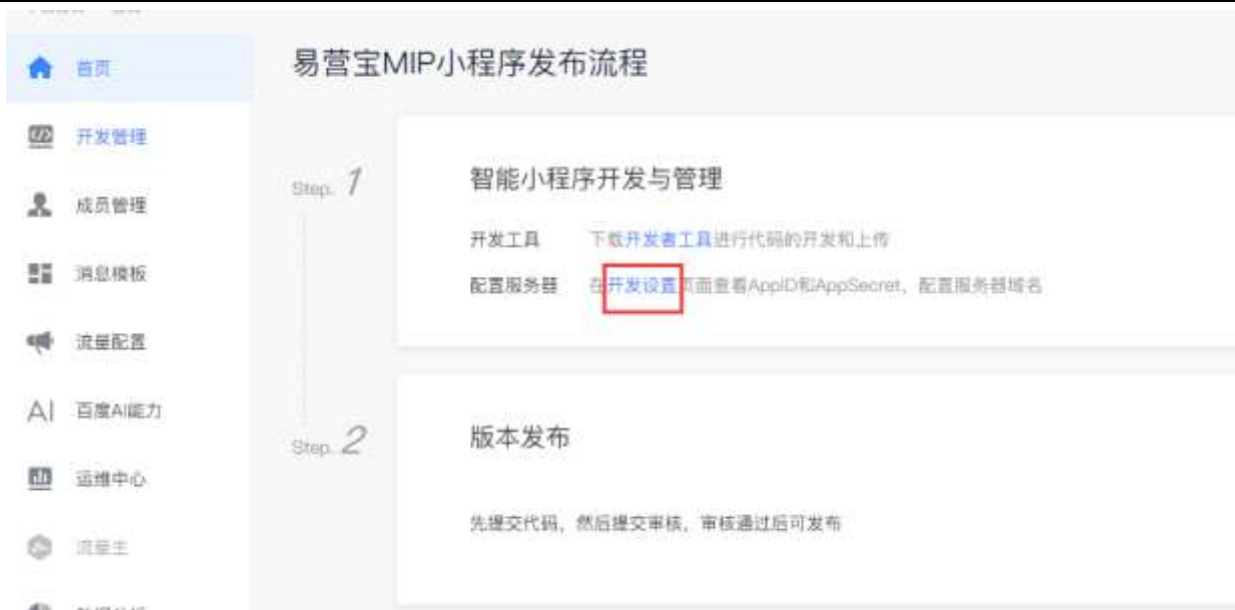 首页
易营宝MIP小程序发布流程
开发管理
成员管理
消息模板
流量配置
AI 百度AI能力
运维中心
流量主
Step. 1
智能小程序开发与管理
开发工具 下载开发者工具进行代码的开发和上传
配置服务器 在开发设置页面查看AppID和AppSecret，配置服务器域名
Step. 2
版本发布
先提交代码，然后提交审核，审核通过后可发布